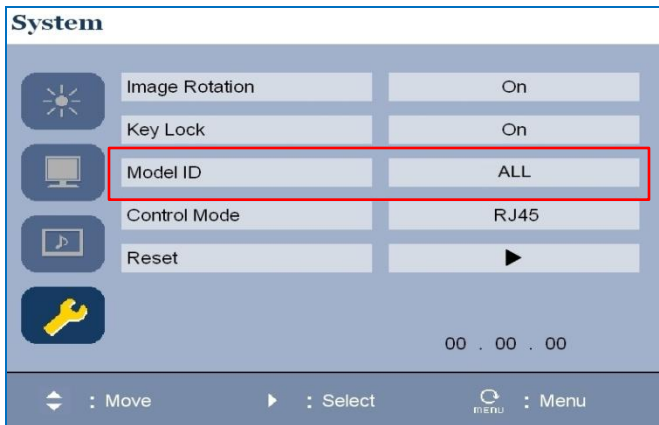 System
Image Rotation On
Key Lock On
Model ID ALL
Control Mode RJ45
Reset
00 . 00 . 00
: Move : Select MENU : Menu